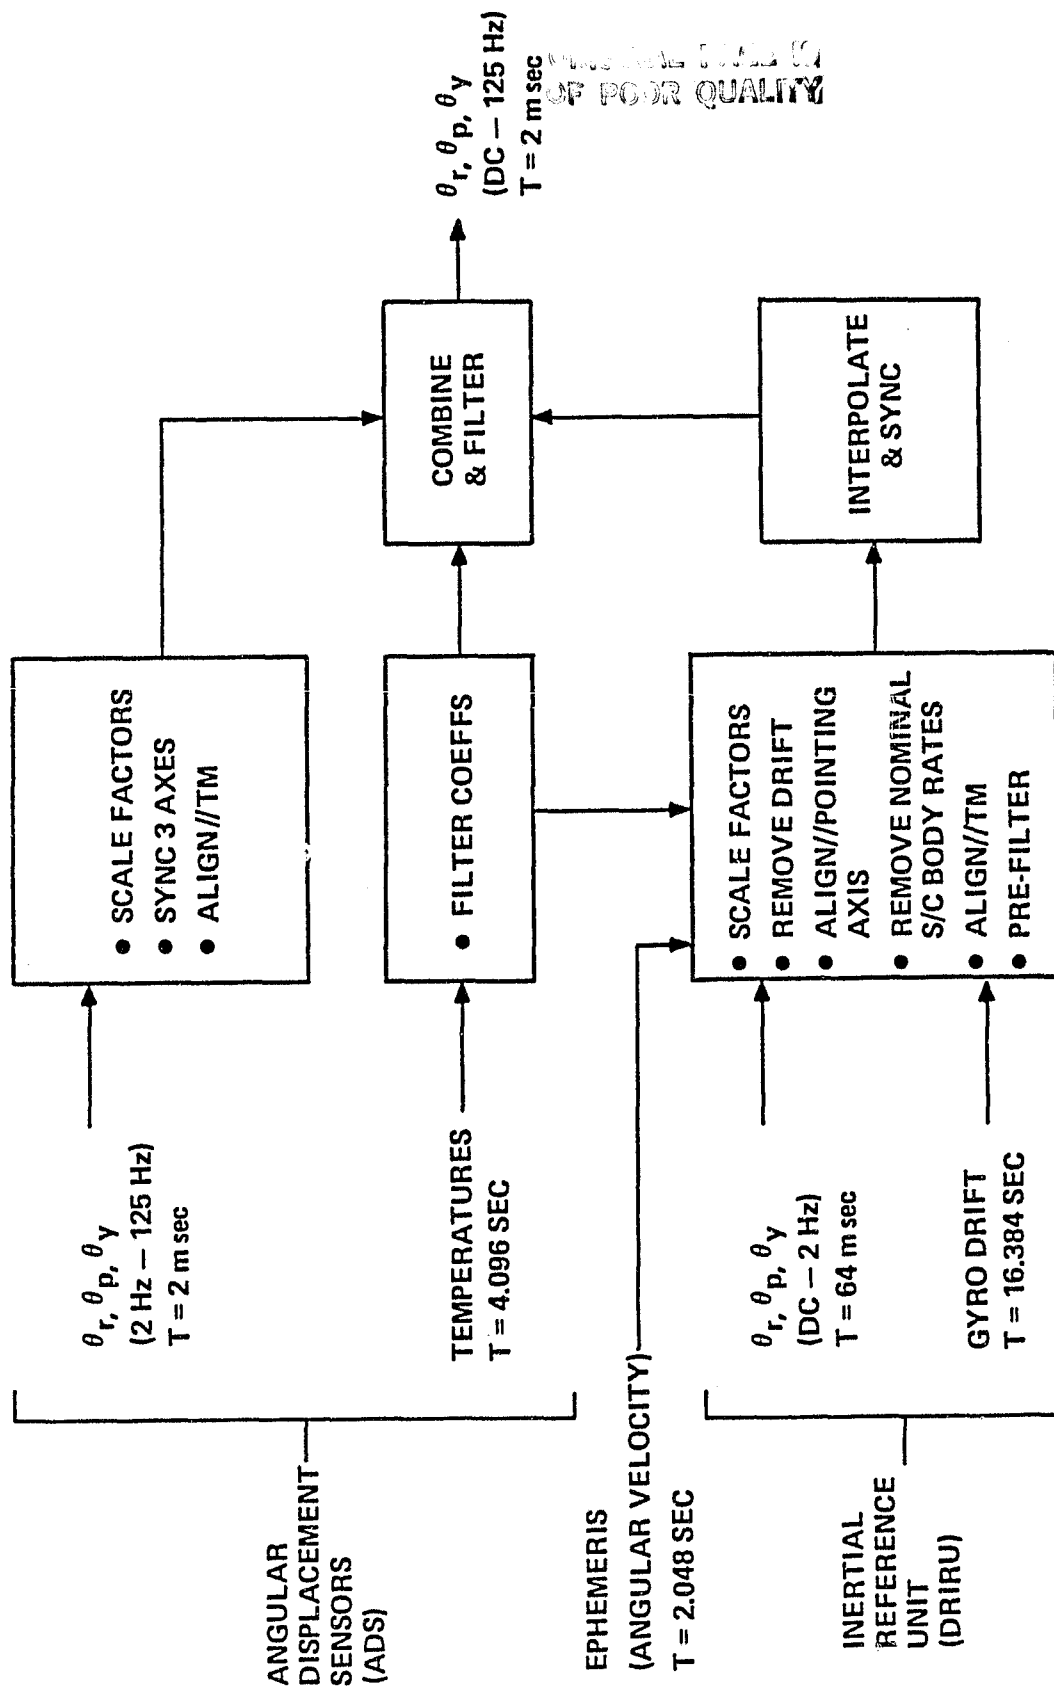 ANGULAR
DISPLACEMENT
SENSORS
(ADS)
θr, θp, θy
(2 Hz – 125 Hz)
T = 2 m sec
• SCALE FACTORS
• SYNC 3 AXES
• ALIGN//TM
TEMPERATURES
T = 4.096 SEC
• FILTER COEFFS
COMBINE
& FILTER
θr, θp, θy
(DC – 125 Hz)
T = 2 m sec
OF POOR QUALITY
EPHEMERIS
(ANGULAR VELOCITY)
T = 2.048 SEC
INERTIAL
REFERENCE
UNIT
(DRIRU)
θr, θp, θy
(DC – 2 Hz)
T = 64 m sec
GYRO DRIFT
T = 16.384 SEC
• SCALE FACTORS
• REMOVE DRIFT
• ALIGN//POINTING
AXIS
• REMOVE NOMINAL
S/C BODY RATES
• ALIGN//TM
• PRE-FILTER
INTERPOLATE
& SYNC